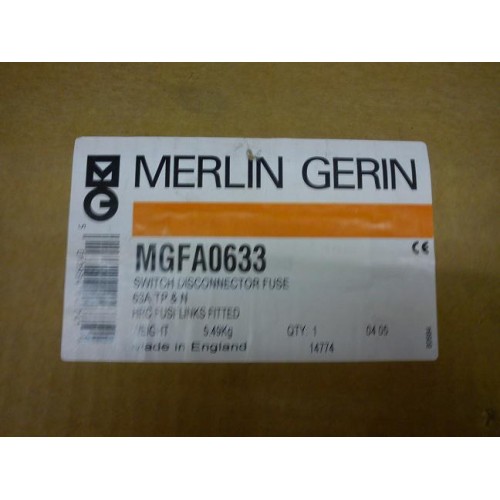 MERLIN GERIN
MGFA0633
CE
SWITCH DISCONNECTOR FUSE
63A TP & N
HRC FUSE LINKS FITTED
5.49Kg QTY: 1 04 00
Made in England 14774